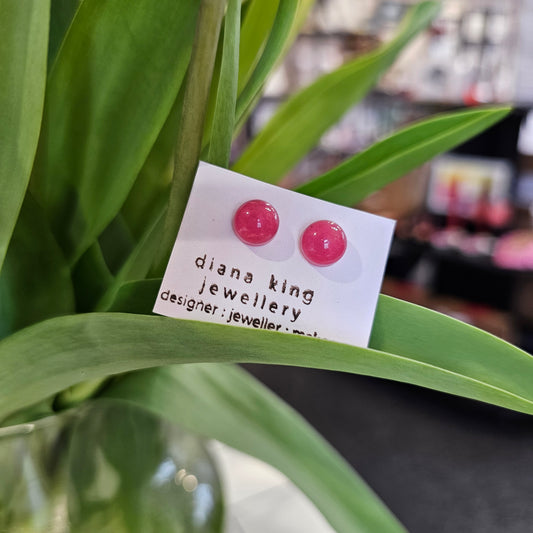 diana king
jewellery
designer : jeweller :